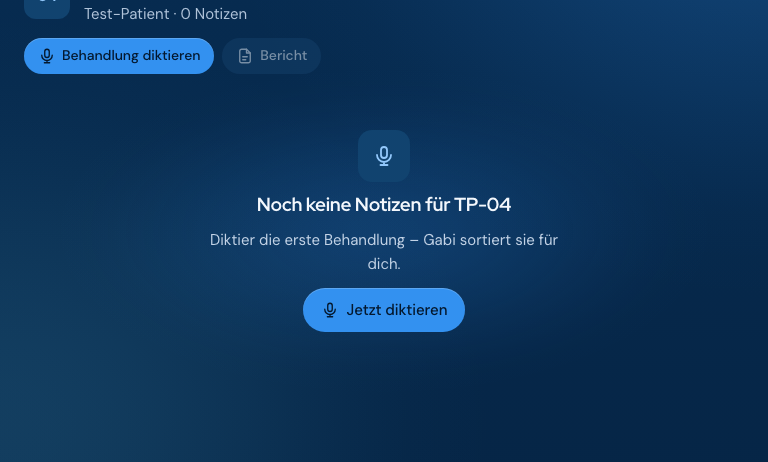 Test-Patient · 0 Notizen
Behandlung diktieren
Bericht
Noch keine Notizen für TP-04
Diktier die erste Behandlung – Gabi sortiert sie für
dich.
Jetzt diktieren